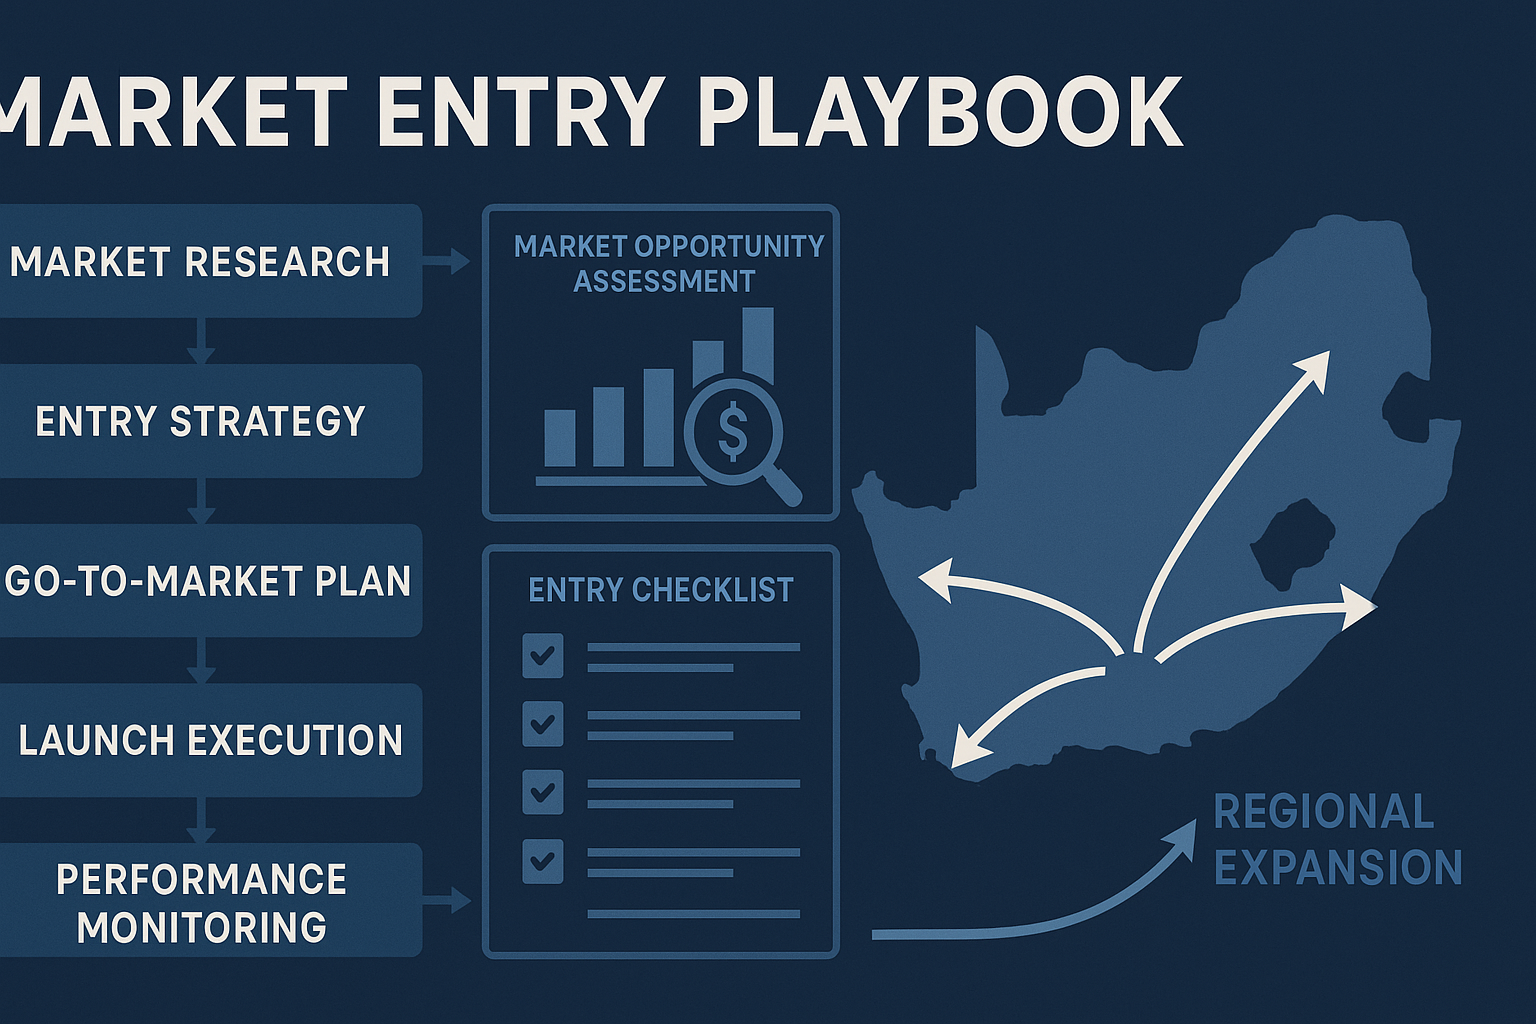 MARKET ENTRY PLAYBOOK
MARKET RESEARCH
ENTRY STRATEGY
GO-TO-MARKET PLAN
LAUNCH EXECUTION
PERFORMANCE
MONITORING
MARKET OPPORTUNITY
ASSESSMENT
$
ENTRY CHECKLIST
REGIONAL
EXPANSION